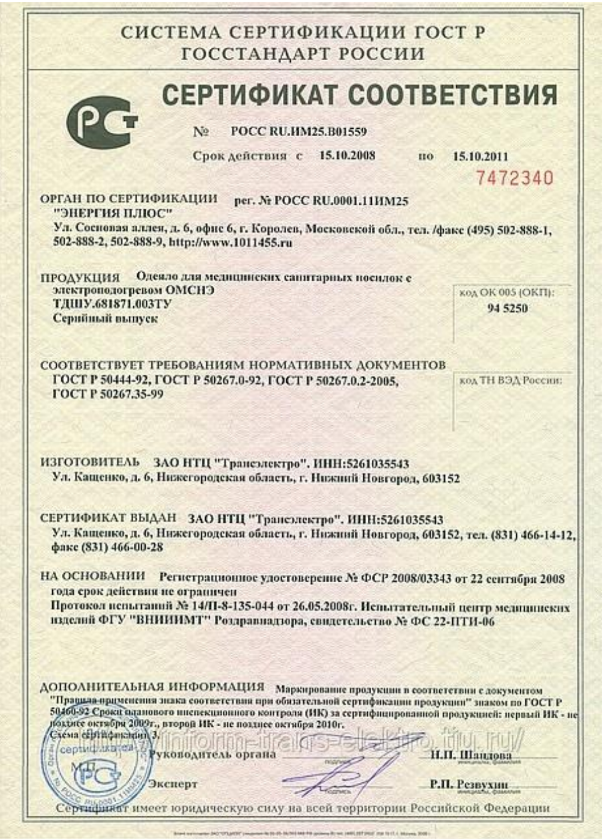 СИСТЕМА СЕРТИФИКАЦИИ ГОСТ Р
ГОССТАНДАРТ РОССИИ
СЕРТИФИКАТ СООТВЕТСТВИЯ
№ РОСС RU.ИМ25.В01559
Срок действия с 15.10.2008 по 15.10.2011
7472340
ОРГАН ПО СЕРТИФИКАЦИИ рег. № РОСС RU.0001.11ИМ25
"ЭНЕРГИЯ ПЛЮС"
Ул. Сосновая аллея, д. 6, офис 6, г. Королев, Московской обл., тел. /факс (495) 502-888-1,
502-888-2, 502-888-9, http://www.1011455.ru
ПРОДУКЦИЯ Одеяло для медицинских санитарных носилок с
электроподогревом ОМСНЭ
ТДШУ.681871.003ТУ
Серийный выпуск
код ОК 005 (ОКП):
94 5250
СООТВЕТСТВУЕТ ТРЕБОВАНИЯМ НОРМАТИВНЫХ ДОКУМЕНТОВ
ГОСТ Р 50444-92, ГОСТ Р 50267.0-92, ГОСТ Р 50267.0.2-2005,
ГОСТ Р 50267.35-99
код ТН ВЭД России:
ИЗГОТОВИТЕЛЬ ЗАО НТЦ "Трансэлектро". ИНН:5261035543
Ул. Кащенко, д. 6, Нижегородская область, г. Нижний Новгород, 603152
СЕРТИФИКАТ ВЫДАН ЗАО НТЦ "Трансэлектро". ИНН:5261035543
Ул. Кащенко, д. 6, Нижегородская область, г. Нижний Новгород, 603152, тел. (831) 466-14-12,
факс (831) 466-00-28
НА ОСНОВАНИИ Регистрационное удостоверение № ФСР 2008/03343 от 22 сентября 2008
года срок действия не ограничен
Протокол испытаний № 14/П-8-135-044 от 26.05.2008г. Испытательный центр медицинских
изделий ФГУ "ВНИИИМТ" Росздравнадзора, свидетельство № ФС 22-ПТИ-06
ДОПОЛНИТЕЛЬНАЯ ИНФОРМАЦИЯ Маркирование продукции в соответствии с документом
"Правила применения знака соответствия при обязательной сертификации продукции" знаком по ГОСТ Р
50460-92 Сроки планового инспекционного контроля (ИК) за сертифицированной продукцией: первый ИК - не
позднее октября 2009г., второй ИК - не позднее октября 2010г.
Схема сертификации 3.
inform-trans-elektro.tiu.ru/
Для
сертификатов
РОСС RU.0001.11ИМ25
М.П.
Руководитель органа Н.П. Шандова
подпись инициалы, фамилия
Эксперт Р.П. Резвухин
подпись инициалы, фамилия
Сертификат имеет юридическую силу на всей территории Российской Федерации